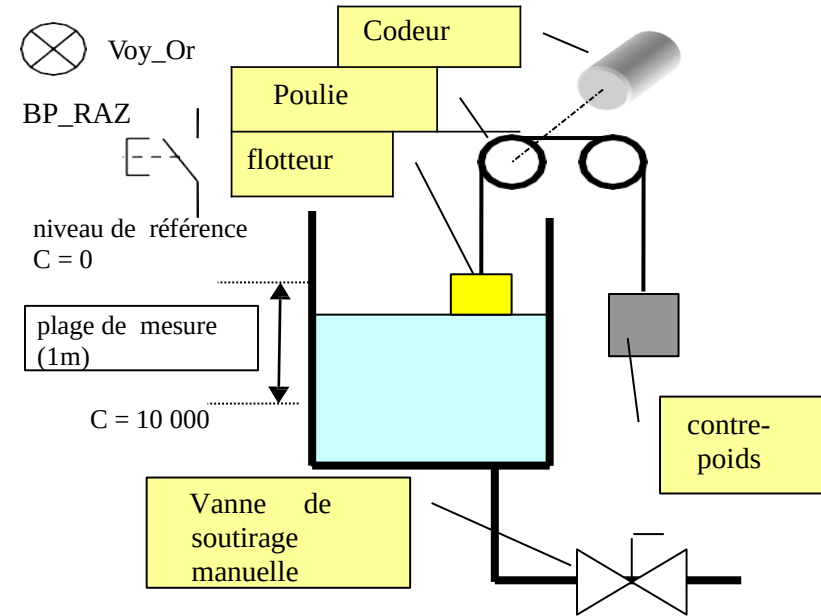 Codeur
Voy_Or
Poulie
BP_RAZ
flotteur
niveau de référence
C = 0
plage de mesure
(1m)
C = 10 000
contre-
poids
Vanne de
soutirage
manuelle